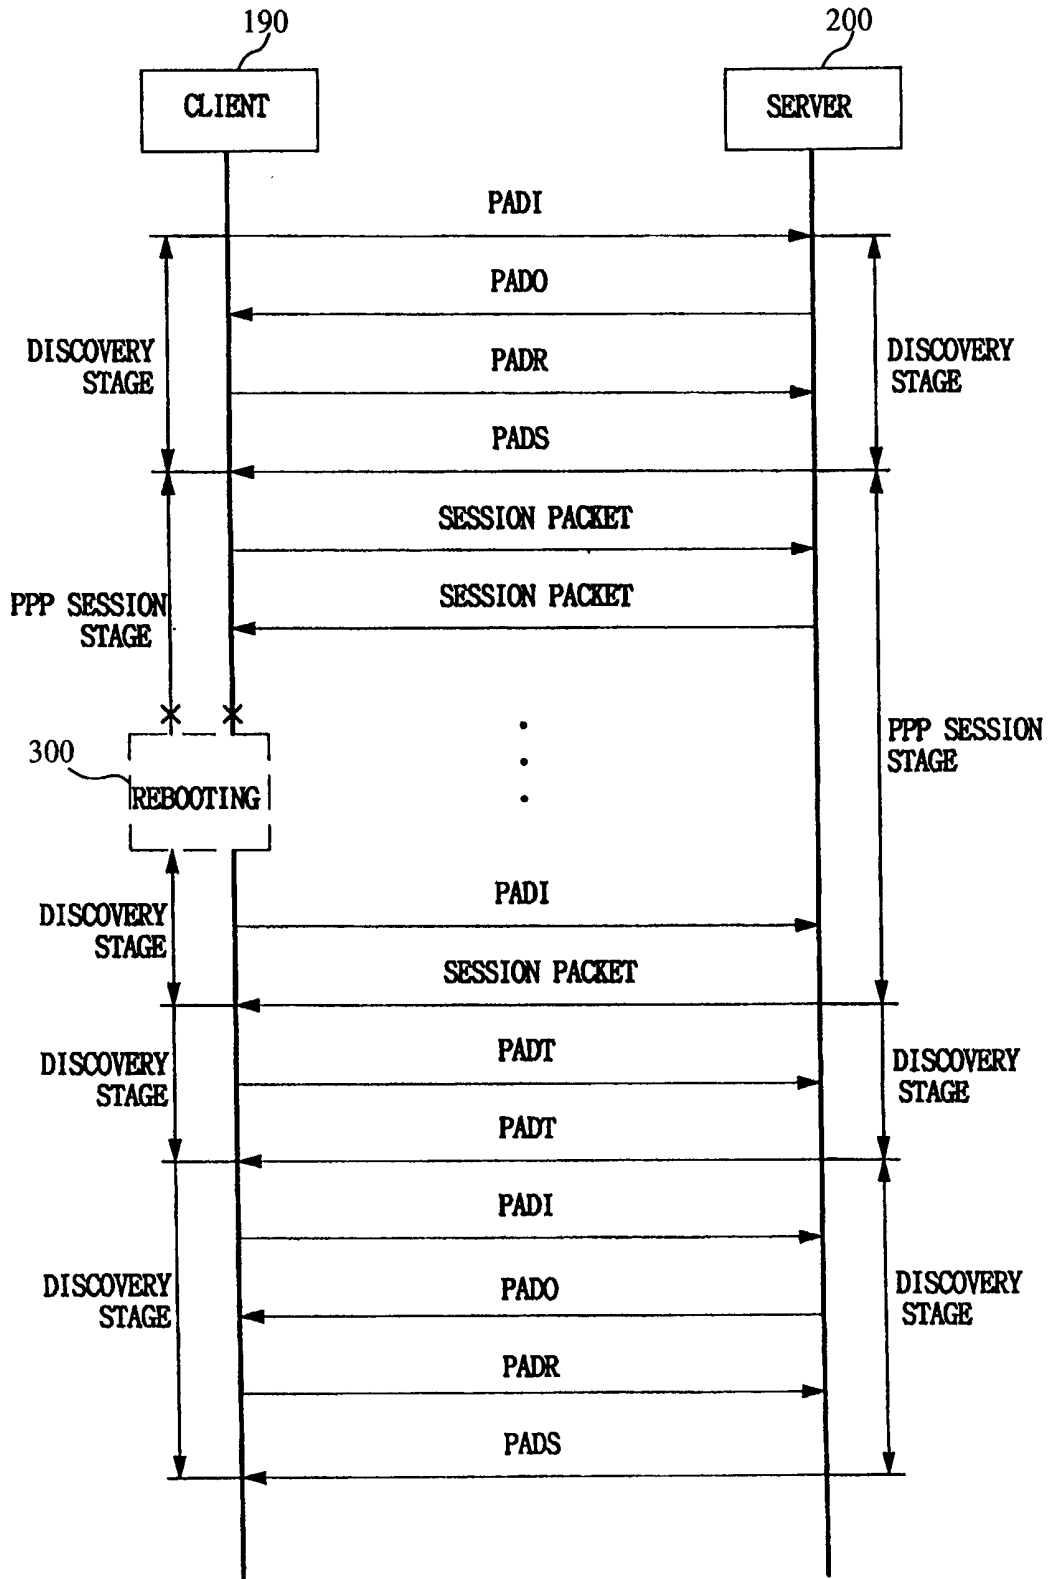 190
200
CLIENT
SERVER
PADI
PADO
DISCOVERY
STAGE
PADR
DISCOVERY
STAGE
PADS
SESSION PACKET
PPP SESSION
STAGE
SESSION PACKET
300
REBOOTING
PPP SESSION
STAGE
PADI
DISCOVERY
STAGE
SESSION PACKET
DISCOVERY
STAGE
PADT
DISCOVERY
STAGE
PADT
PADI
DISCOVERY
STAGE
PADO
DISCOVERY
STAGE
PADR
PADS